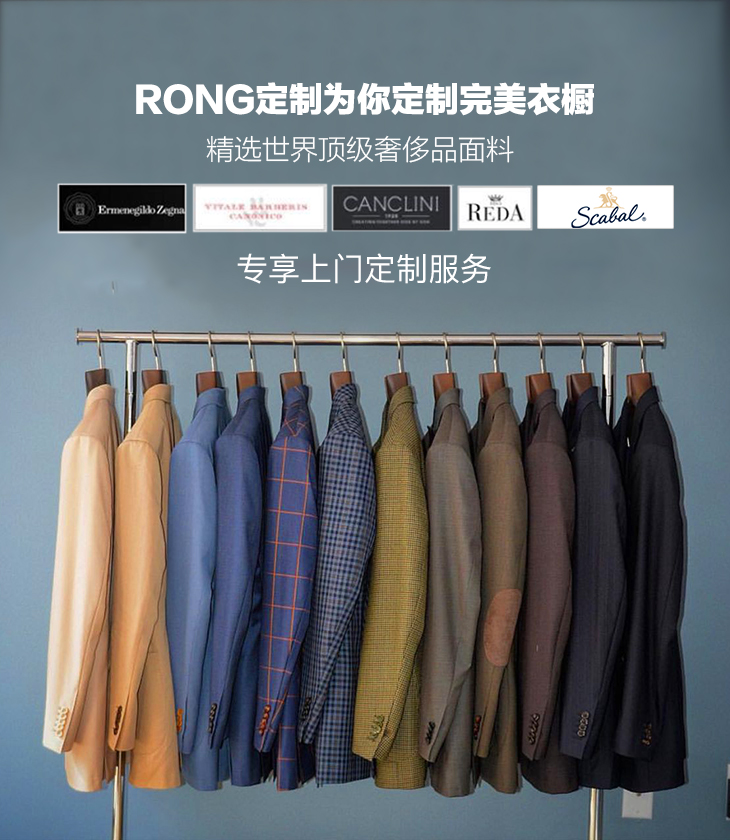 RONG定制为你定制完美衣橱
精选世界顶级奢侈品面料
Ermenegildo Zegna
VITALE BARBERIS
CANONICO
CANCLINI
1925
REDA
Scabal
专享上门定制服务